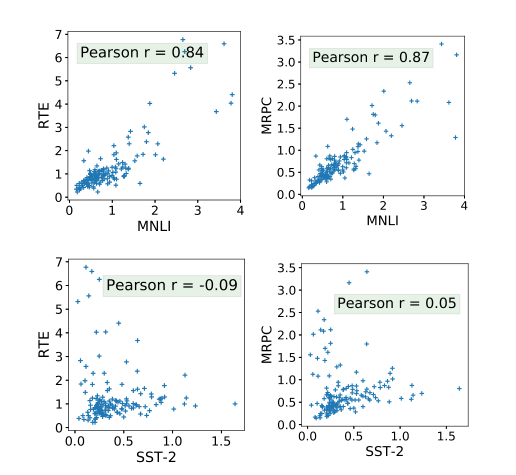 7
6
5
4
3
2
1
0
RTE
Pearson r = 0.84
0 1 2 3 4
MNLI
3.5
3.0
2.5
2.0
1.5
1.0
0.5
0.0
MRPC
Pearson r = 0.87
0 1 2 3 4
MNLI
7
6
5
4
3
2
1
0
RTE
Pearson r = -0.09
0.0 0.5 1.0 1.5
SST-2
3.5
3.0
2.5
2.0
1.5
1.0
0.5
0.0
MRPC
Pearson r = 0.05
0.0 0.5 1.0 1.5
SST-2